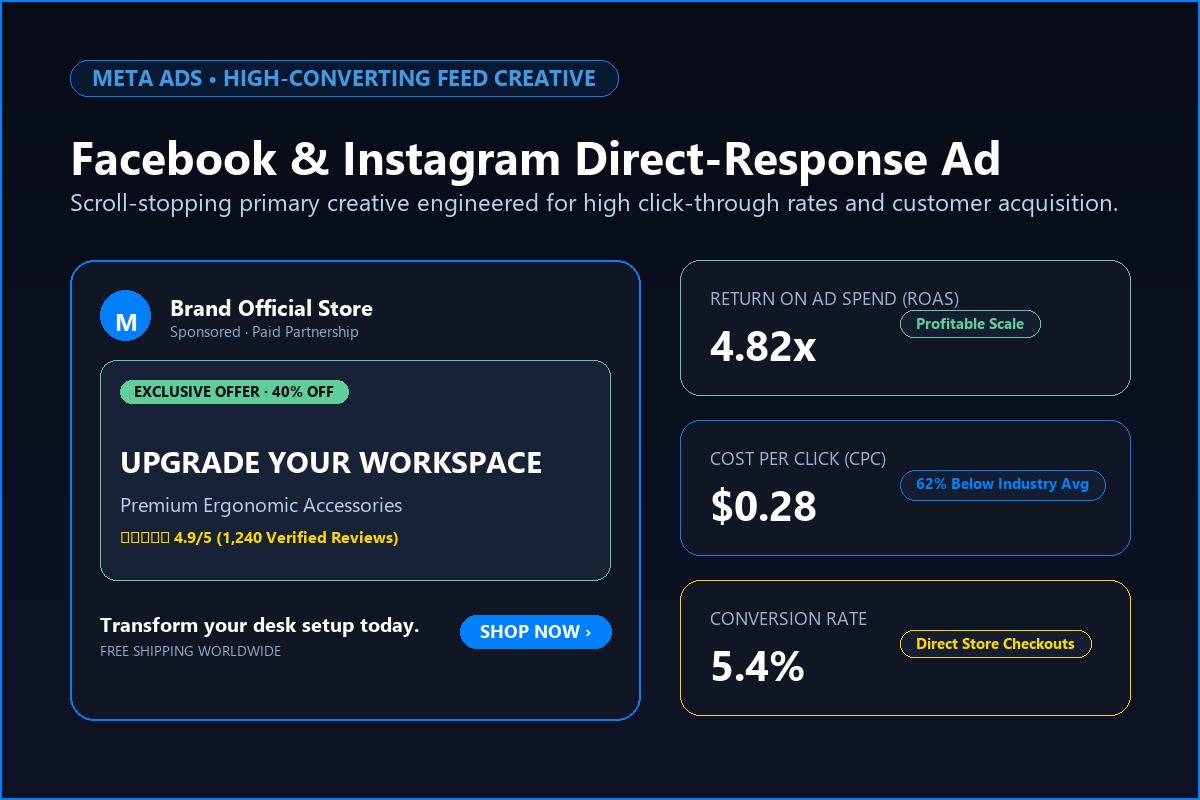 META ADS • HIGH-CONVERTING FEED CREATIVE
Facebook & Instagram Direct-Response Ad
Scroll-stopping primary creative engineered for high click-through rates and customer acquisition.
M
Brand Official Store
Sponsored · Paid Partnership
EXCLUSIVE OFFER · 40% OFF
UPGRADE YOUR WORKSPACE
Premium Ergonomic Accessories
▯▯▯▯▯ 4.9/5 (1,240 Verified Reviews)
Transform your desk setup today.
FREE SHIPPING WORLDWIDE
SHOP NOW ›
RETURN ON AD SPEND (ROAS)
4.82x
Profitable Scale
COST PER CLICK (CPC)
$0.28
62% Below Industry Avg
CONVERSION RATE
5.4%
Direct Store Checkouts